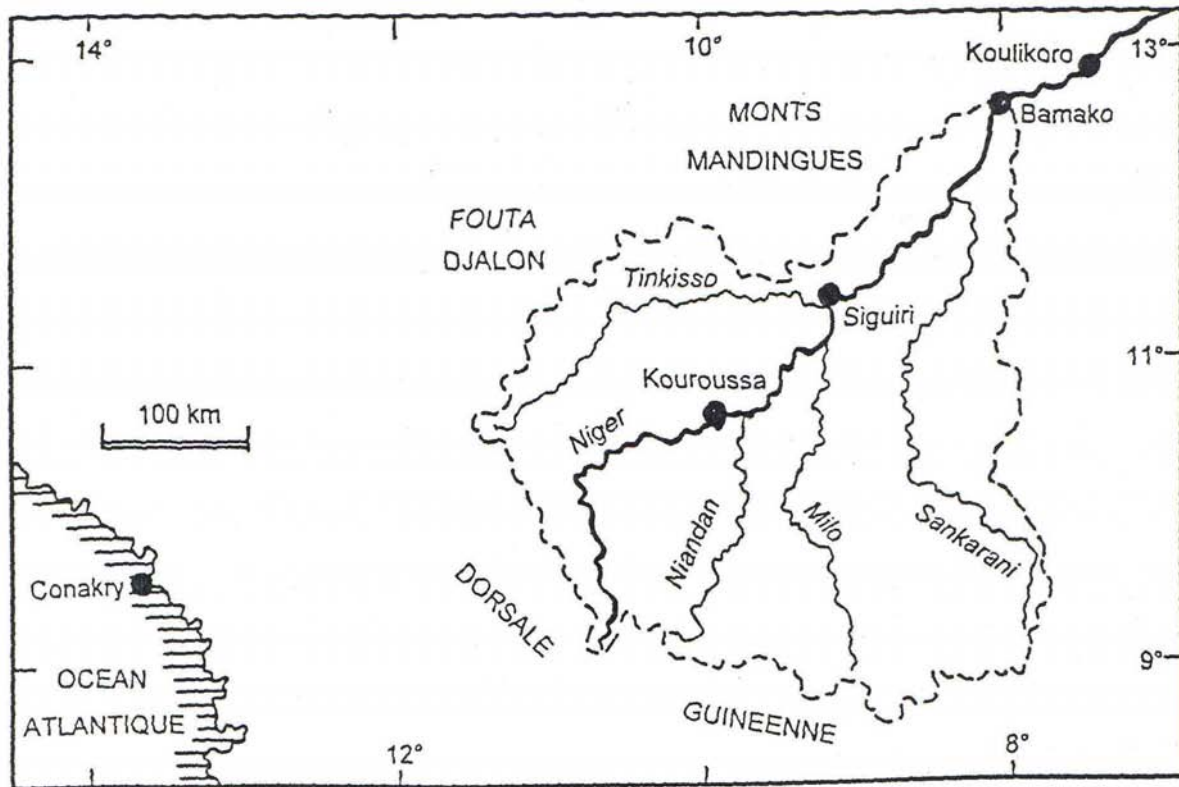 14°
10°
13°
Koulikoro
Bamako
MONTS
MANDINGUES
FOUTA
DJALON
Tinkisso
Siguiri
11°
Kouroussa
100 km
Niger
Niandan
Milo
Sankarani
Conakry
DORSALE
9°
OCEAN
ATLANTIQUE
GUINEENNE
12°
8°